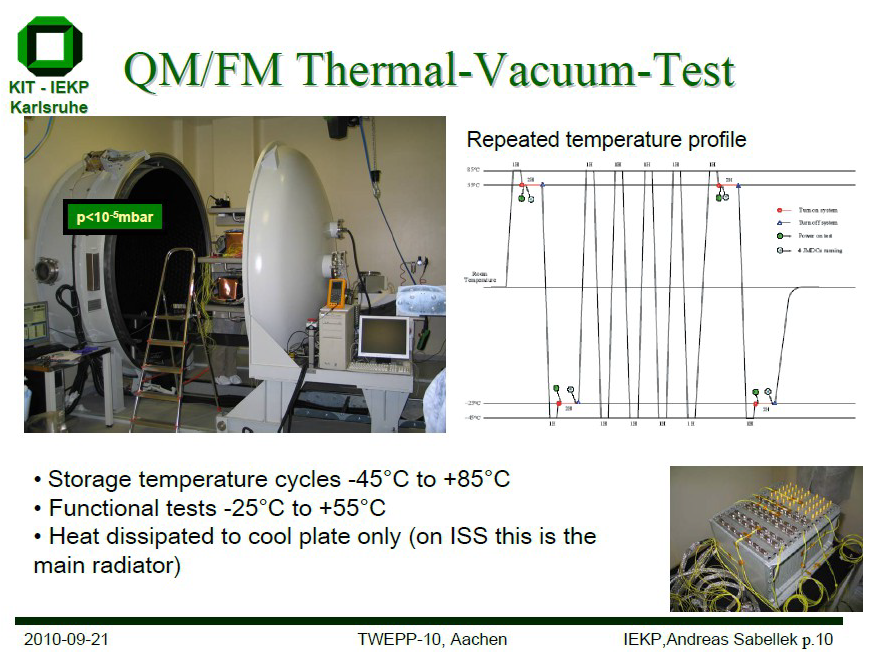 KIT - IEKP
Karlsruhe
QM/FM Thermal-Vacuum-Test
p<10⁻⁵mbar
Repeated temperature profile
85°C
55°C
Turn on system
Turn off system
Power on test
Room
Temperature
-25°C
-45°C
• Storage temperature cycles -45°C to +85°C
• Functional tests -25°C to +55°C
• Heat dissipated to cool plate only (on ISS this is the
main radiator)
2010-09-21
TWEPP-10, Aachen
IEKP,Andreas Sabellek p.10